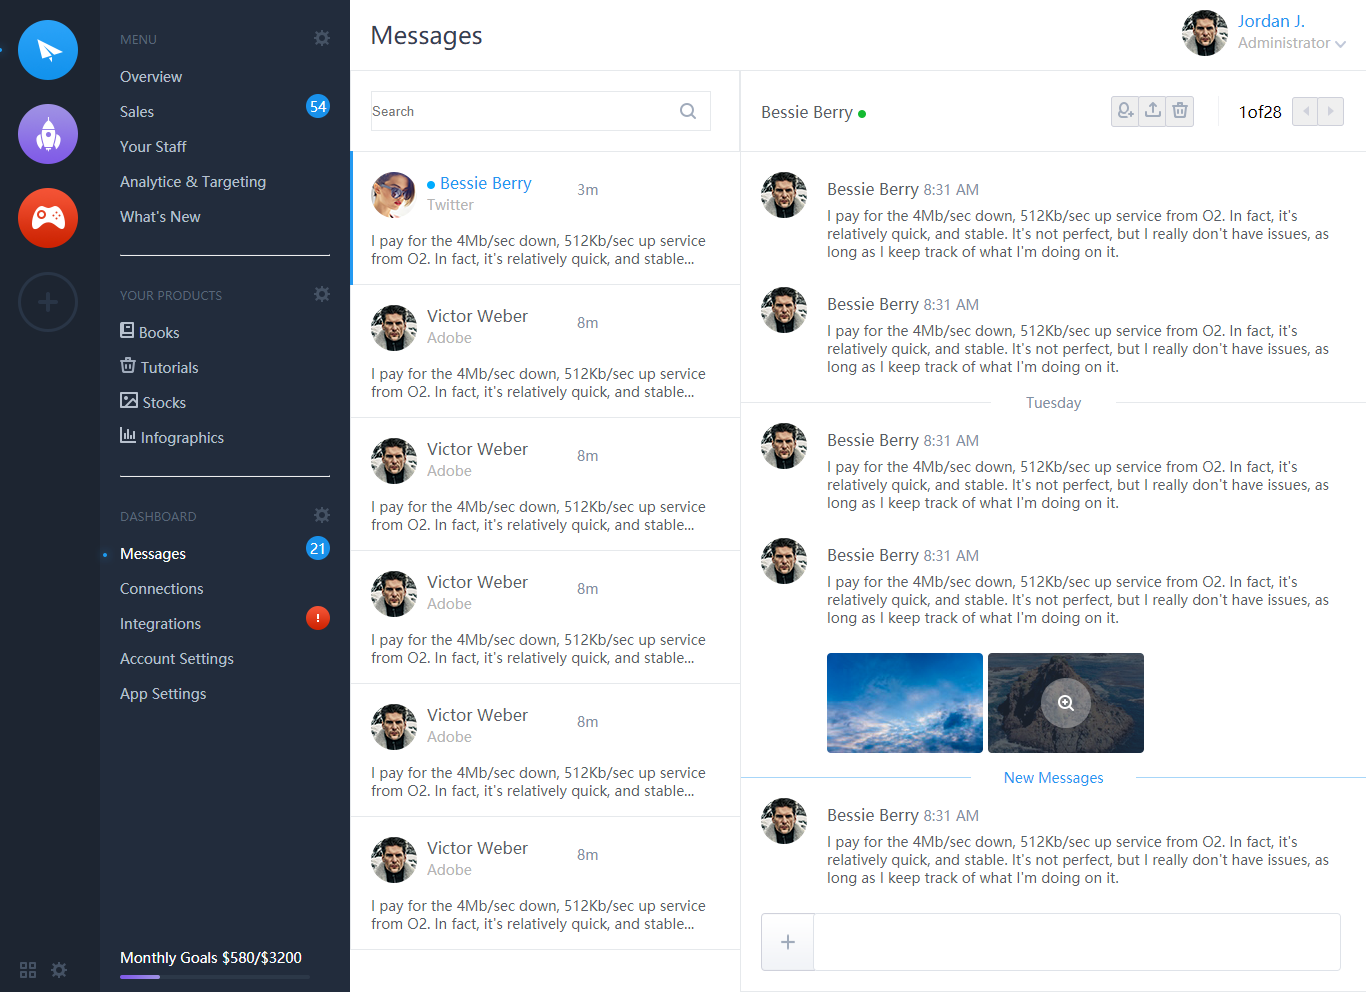 MENU
Overview
Sales
54
Your Staff
Analytice & Targeting
What's New
YOUR PRODUCTS
Books
Tutorials
Stocks
Infographics
DASHBOARD
Messages
21
Connections
Integrations
!
Account Settings
App Settings
Monthly Goals $580/$3200
Messages
Jordan J.
Administrator
Search
Bessie Berry
3m
Twitter
I pay for the 4Mb/sec down, 512Kb/sec up service
from O2. In fact, it's relatively quick, and stable...
Victor Weber
8m
Adobe
I pay for the 4Mb/sec down, 512Kb/sec up service
from O2. In fact, it's relatively quick, and stable...
Victor Weber
8m
Adobe
I pay for the 4Mb/sec down, 512Kb/sec up service
from O2. In fact, it's relatively quick, and stable...
Victor Weber
8m
Adobe
I pay for the 4Mb/sec down, 512Kb/sec up service
from O2. In fact, it's relatively quick, and stable...
Victor Weber
8m
Adobe
I pay for the 4Mb/sec down, 512Kb/sec up service
from O2. In fact, it's relatively quick, and stable...
Victor Weber
8m
Adobe
I pay for the 4Mb/sec down, 512Kb/sec up service
from O2. In fact, it's relatively quick, and stable...
Bessie Berry
1of28
Bessie Berry 8:31 AM
I pay for the 4Mb/sec down, 512Kb/sec up service from O2. In fact, it's
relatively quick, and stable. It's not perfect, but I really don't have issues, as
long as I keep track of what I'm doing on it.
Bessie Berry 8:31 AM
I pay for the 4Mb/sec down, 512Kb/sec up service from O2. In fact, it's
relatively quick, and stable. It's not perfect, but I really don't have issues, as
long as I keep track of what I'm doing on it.
Tuesday
Bessie Berry 8:31 AM
I pay for the 4Mb/sec down, 512Kb/sec up service from O2. In fact, it's
relatively quick, and stable. It's not perfect, but I really don't have issues, as
long as I keep track of what I'm doing on it.
Bessie Berry 8:31 AM
I pay for the 4Mb/sec down, 512Kb/sec up service from O2. In fact, it's
relatively quick, and stable. It's not perfect, but I really don't have issues, as
long as I keep track of what I'm doing on it.
New Messages
Bessie Berry 8:31 AM
I pay for the 4Mb/sec down, 512Kb/sec up service from O2. In fact, it's
relatively quick, and stable. It's not perfect, but I really don't have issues, as
long as I keep track of what I'm doing on it.